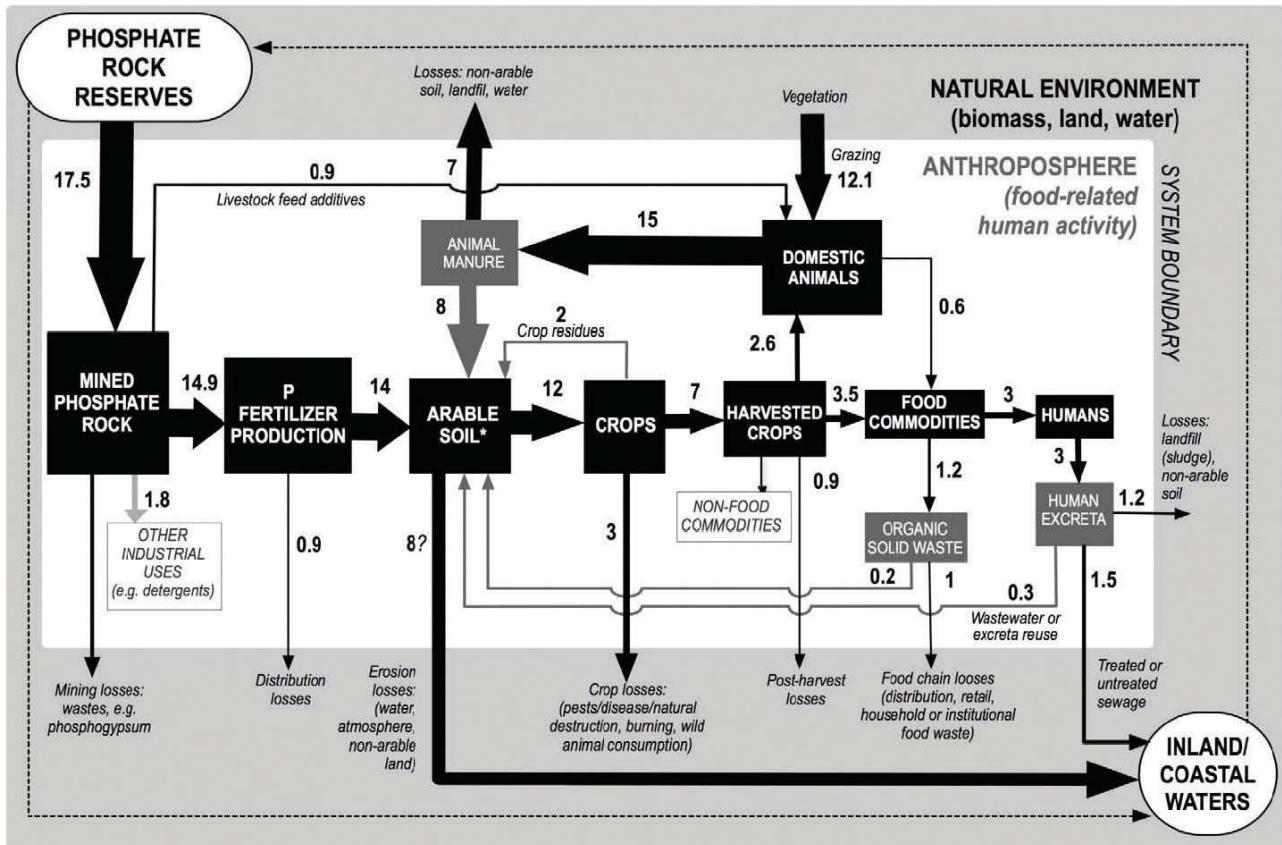 PHOSPHATE
ROCK
RESERVES
Losses: non-arable
soil, landfil, water
Vegetation
NATURAL ENVIRONMENT
(biomass, land, water)
17.5
0.9
Livestock feed additives
7
Grazing
12.1
ANTHROPOSPHERE
(food-related
human activity)
SYSTEM BOUNDARY
ANIMAL
MANURE
15
DOMESTIC
ANIMALS
8
2
Crop residues
2.6
0.6
MINED
PHOSPHATE
ROCK
14.9
P
FERTILIZER
PRODUCTION
14
ARABLE
SOIL*
12
CROPS
7
HARVESTED
CROPS
3.5
FOOD
COMMODITIES
3
HUMANS
Losses:
landfill
(sludge),
non-arable
soil
1.8
OTHER
INDUSTRIAL
USES
(e.g. detergents)
0.9
8?
3
NON-FOOD
COMMODITIES
0.9
1.2
ORGANIC
SOLID WASTE
0.2
1
3
HUMAN
EXCRETA
1.2
0.3
1.5
Wastewater or
excreta reuse
Mining losses:
wastes, e.g.
phosphogypsum
Distribution
losses
Erosion
losses:
(water,
atmosphere,
non-arable
land)
Crop losses:
(pests/disease/natural
destruction, burning, wild
animal consumption)
Post-harvest
losses
Food chain looses
(distribution, retail,
household or institutional
food waste)
Treated or
untreated
sewage
INLAND/
COASTAL
WATERS